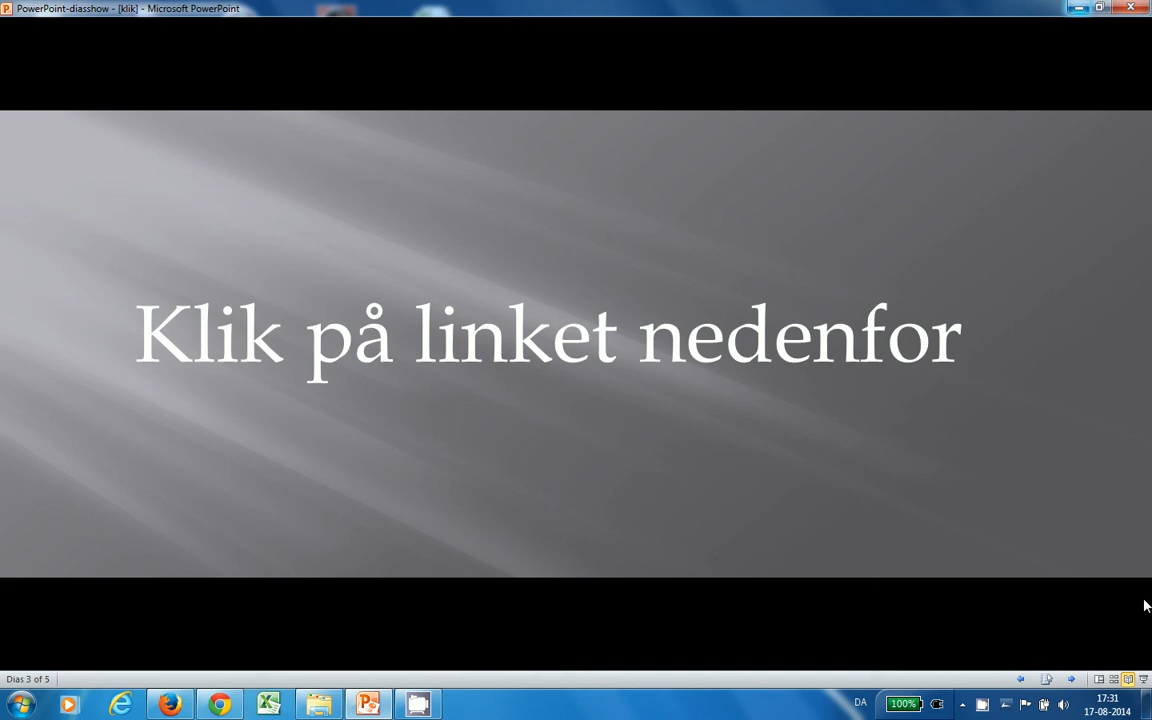 PowerPoint-diasshow - [klik] - Microsoft PowerPoint
Klik på linket nedenfor
Dias 3 of 5
DA
100%
17:31
17-08-2014